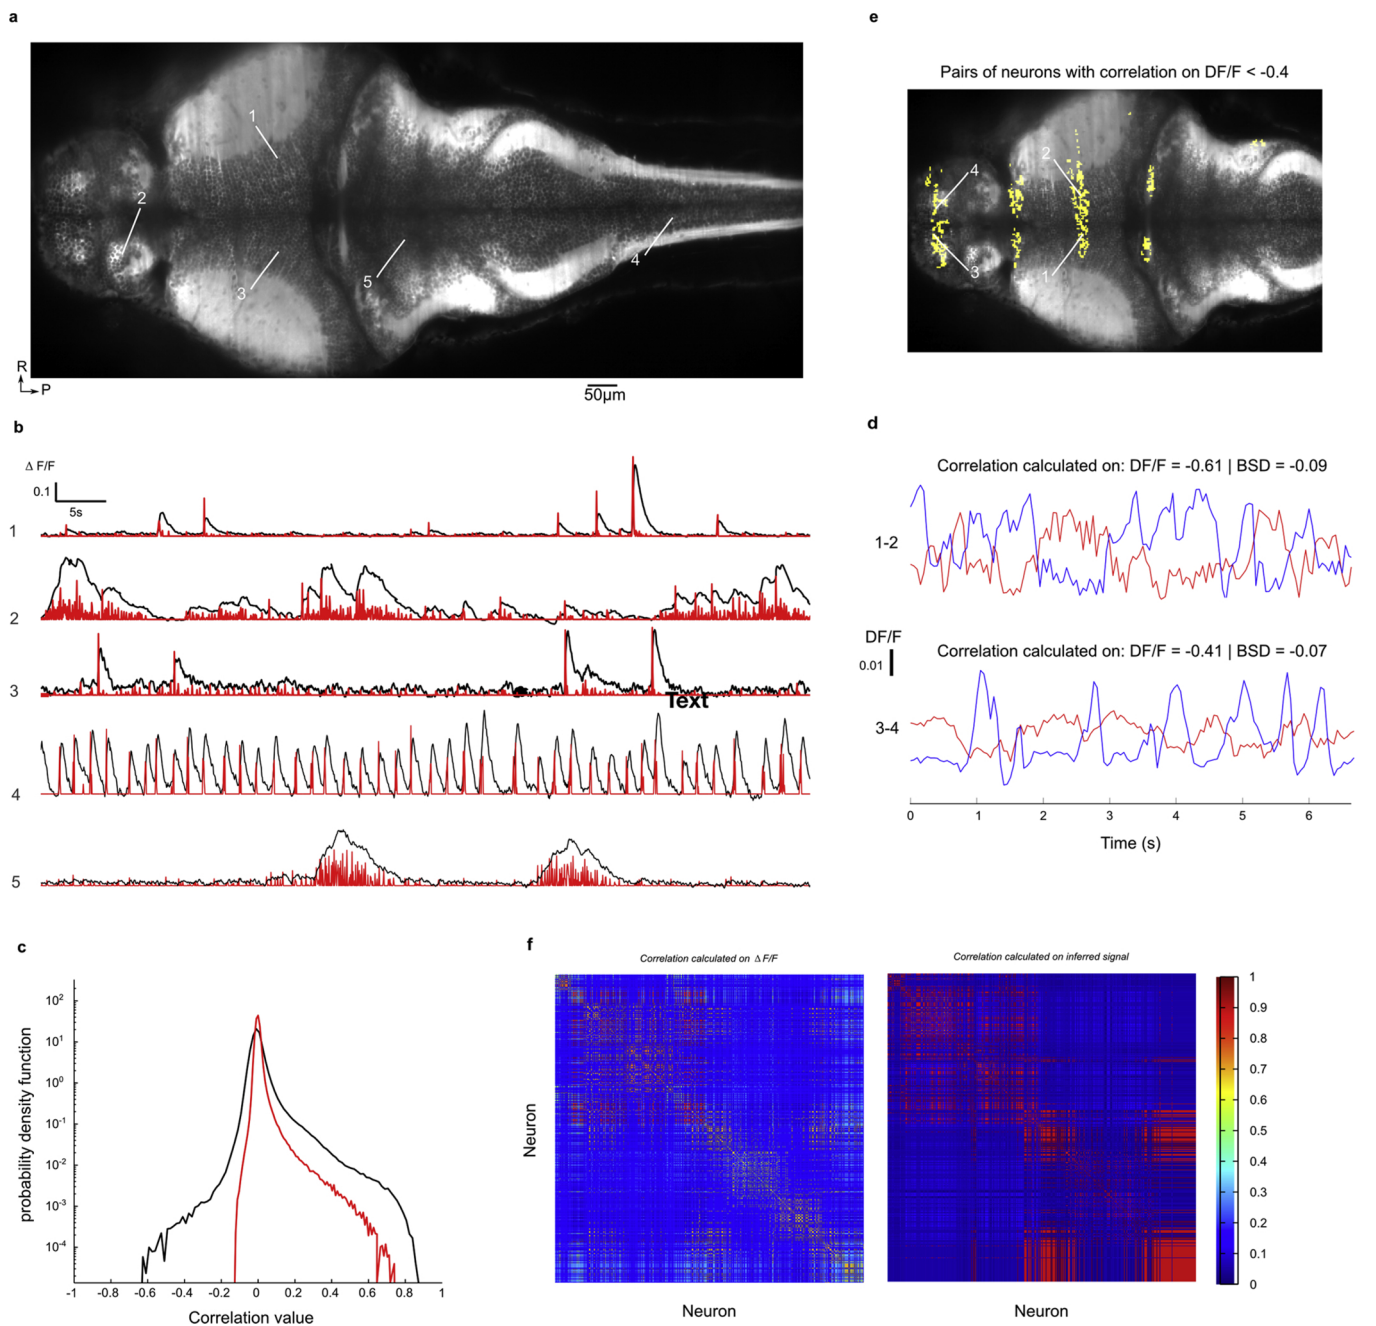 a
1
2
3
4
5
R
P
50μm
b
Δ F/F
0.1
5s
1
2
3
Text
4
5
c
probability density function
10²
10¹
10⁰
10⁻¹
10⁻²
10⁻³
10⁻⁴
-1 -0.8 -0.6 -0.4 -0.2 0 0.2 0.4 0.6 0.8 1
Correlation value
e
Pairs of neurons with correlation on DF/F < -0.4
4
2
3
1
d
Correlation calculated on: DF/F = -0.61 | BSD = -0.09
1-2
DF/F
0.01
Correlation calculated on: DF/F = -0.41 | BSD = -0.07
3-4
0 1 2 3 4 5 6
Time (s)
f
Correlation calculated on Δ F/F
Correlation calculated on inferred signal
Neuron
Neuron
Neuron
1
0.9
0.8
0.7
0.6
0.5
0.4
0.3
0.2
0.1
0